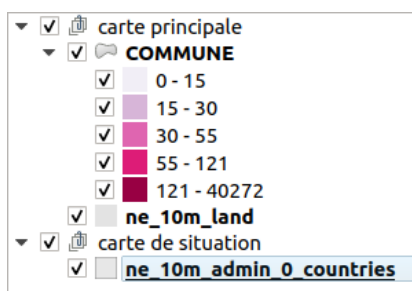 carte principale
COMMUNE
0 - 15
15 - 30
30 - 55
55 - 121
121 - 40272
ne_10m_land
carte de situation
ne_10m_admin_0_countries